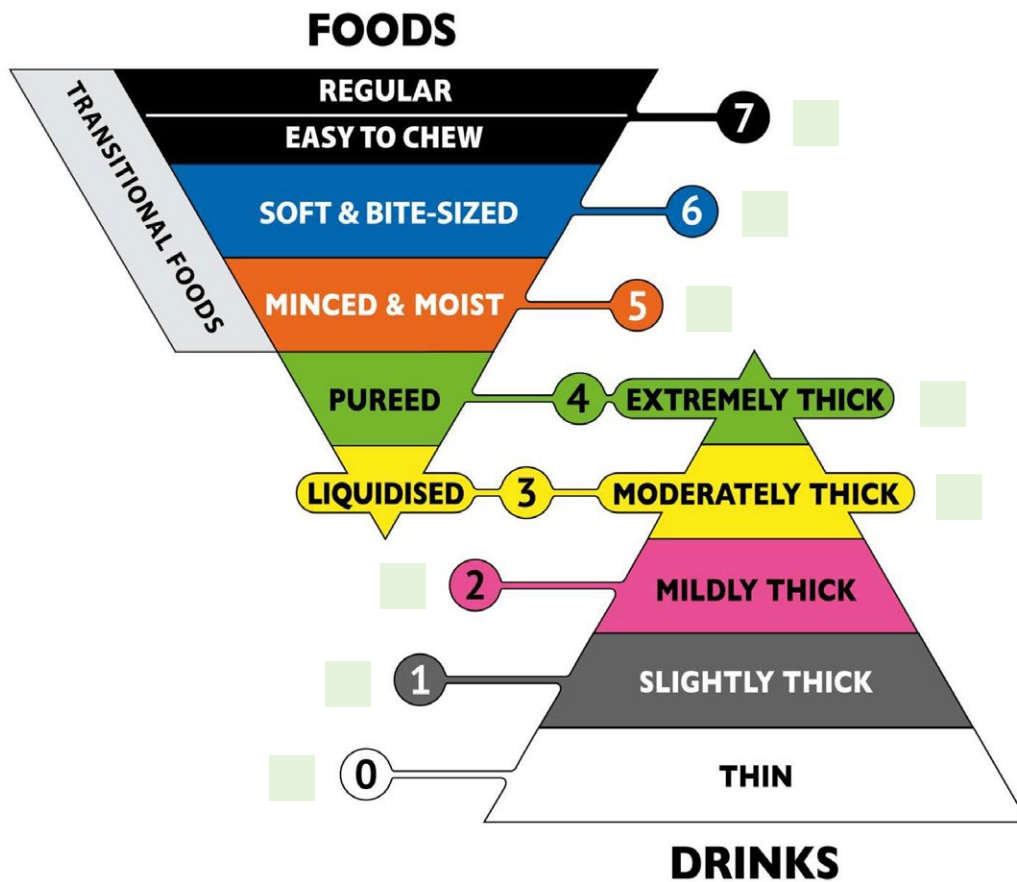 FOODS
REGULAR
EASY TO CHEW
7
TRANSITIONAL FOODS
SOFT & BITE-SIZED
6
MINCED & MOIST
5
PUREED
4
EXTREMELY THICK
LIQUIDISED
3
MODERATELY THICK
2
MILDLY THICK
1
SLIGHTLY THICK
0
THIN
DRINKS